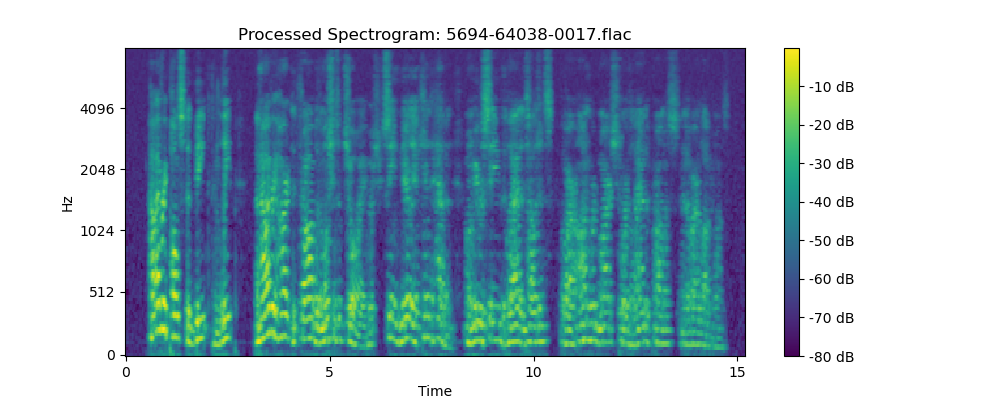 Processed Spectrogram: 5694-64038-0017.flac
4096
2048
1024
512
0
Hz
0 5 10 15
Time
-10 dB
-20 dB
-30 dB
-40 dB
-50 dB
-60 dB
-70 dB
-80 dB